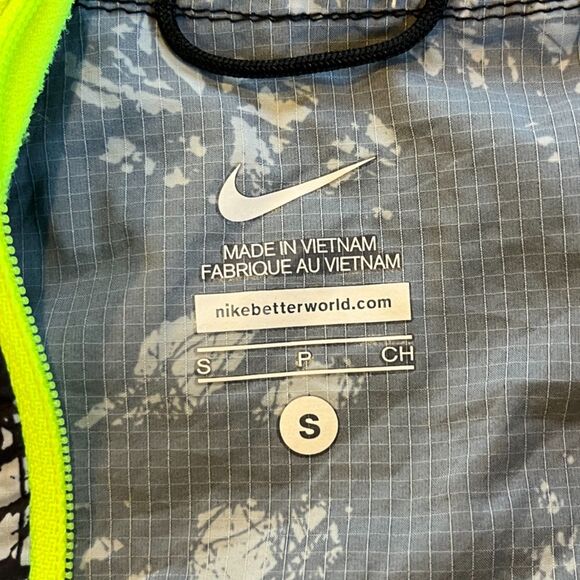 MADE IN VIETNAM
FABRIQUE AU VIETNAM
nikebetterworld.com
S P CH
S